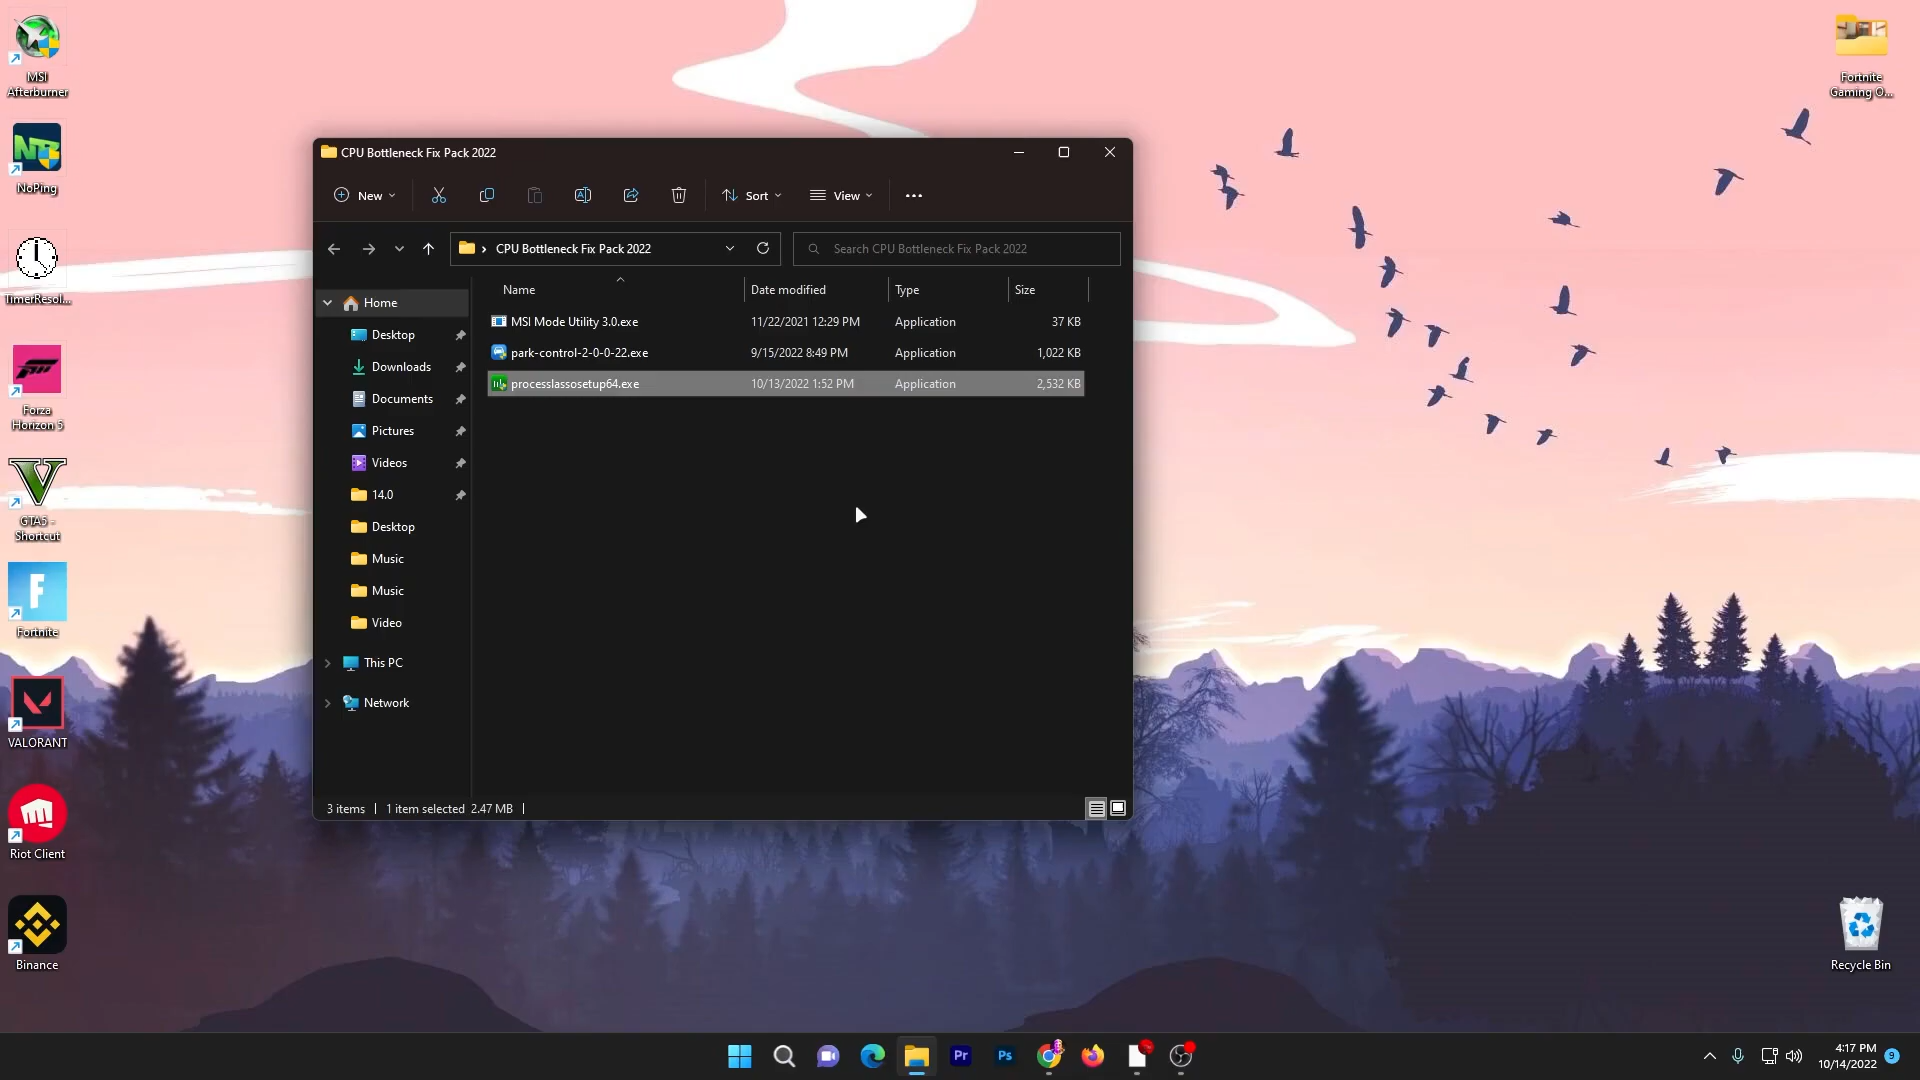 MSI
Afterburner
NoPing
TimerResol...
Forza
Horizon 5
GTA5 -
Shortcut
Fortnite
VALORANT
Riot Client
Binance
CPU Bottleneck Fix Pack 2022
New
Sort
View
CPU Bottleneck Fix Pack 2022
Search CPU Bottleneck Fix Pack 2022
Home
Desktop
Downloads
Documents
Pictures
Videos
14.0
Desktop
Music
Music
Video
This PC
Network
Name Date modified Type Size
MSI Mode Utility 3.0.exe 11/22/2021 12:29 PM Application 37 KB
park-control-2-0-0-22.exe 9/15/2022 8:49 PM Application 1,022 KB
processlassosetup64.exe 10/13/2022 1:52 PM Application 2,532 KB
3 items 1 item selected 2.47 MB
Fortnite
Gaming O...
Recycle Bin
Pr
Ps
4:17 PM
10/14/2022
9